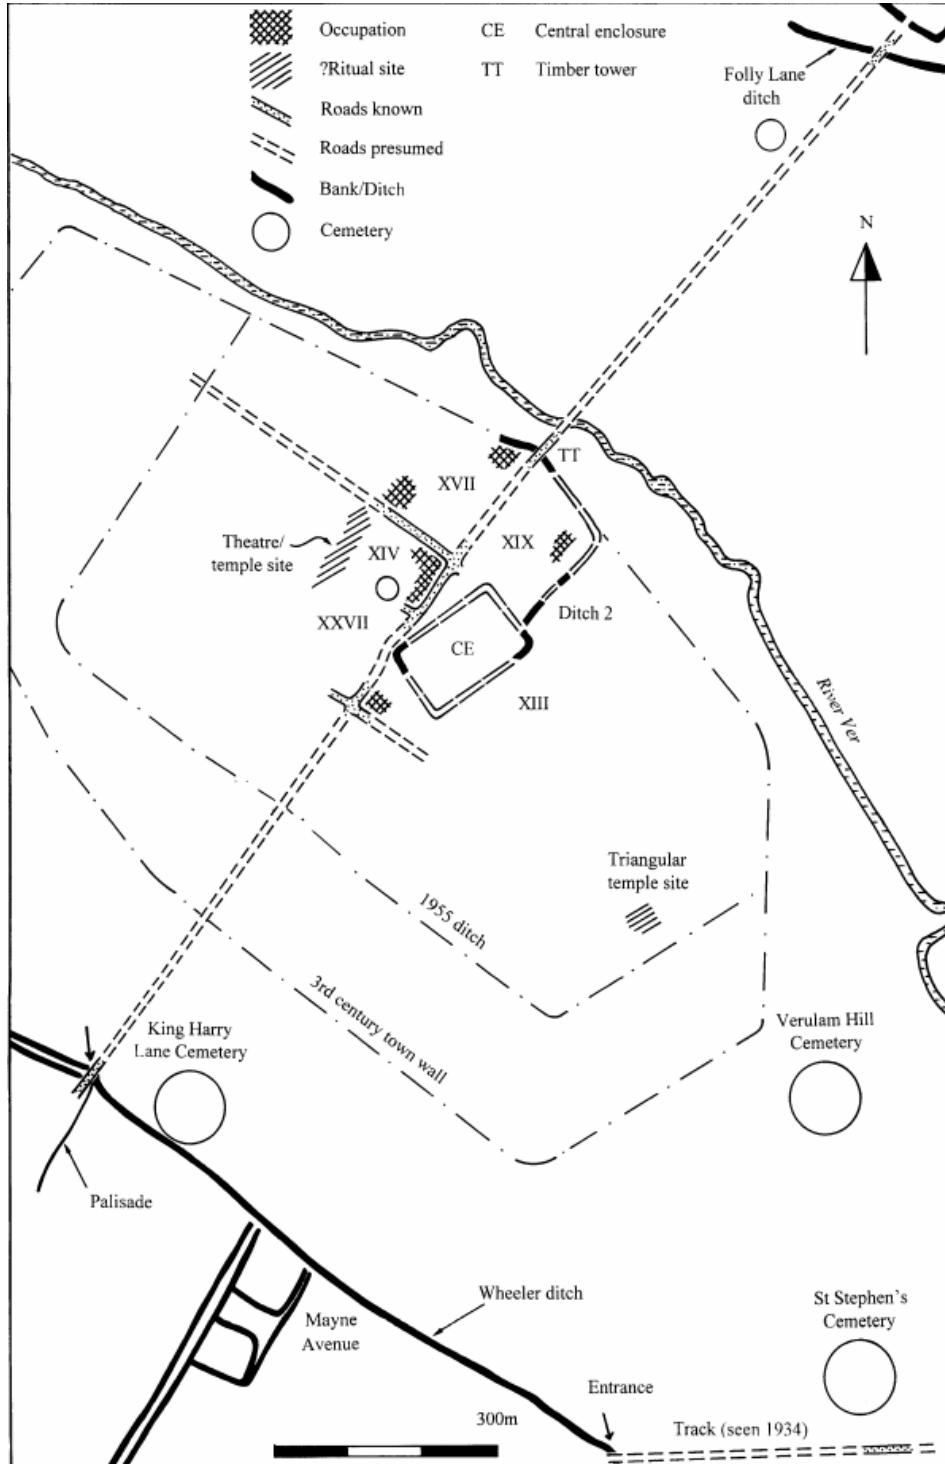 Occupation
CE Central enclosure
?Ritual site
TT Timber tower
Roads known
Roads presumed
Bank/Ditch
Cemetery
Folly Lane
ditch
N
TT
XVII
XIX
Theatre/
temple site
XIV
XXVII
Ditch 2
CE
XIII
River Ver
Triangular
temple site
1955 ditch
3rd century town wall
King Harry
Lane Cemetery
Verulam Hill
Cemetery
Palisade
Wheeler ditch
Mayne
Avenue
St Stephen's
Cemetery
Entrance
300m
Track (seen 1934)